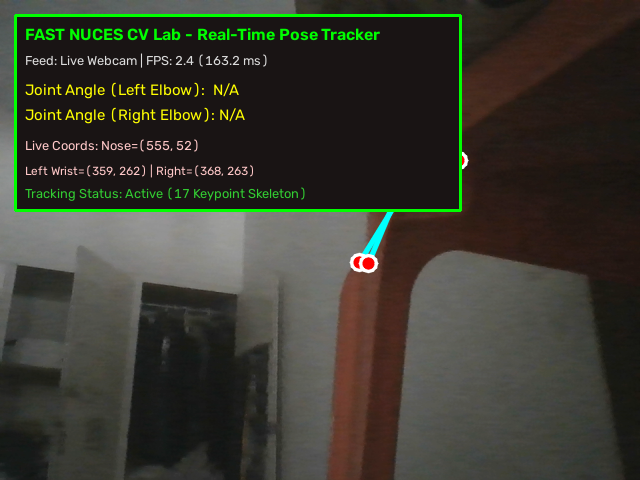 FAST NUCES CV Lab - Real-Time Pose Tracker
Feed: Live Webcam | FPS: 2.4 (163.2 ms)
Joint Angle (Left Elbow): N/A
Joint Angle (Right Elbow): N/A
Live Coords: Nose=(555, 52)
Left Wrist=(359, 262) | Right=(368, 263)
Tracking Status: Active (17 Keypoint Skeleton)